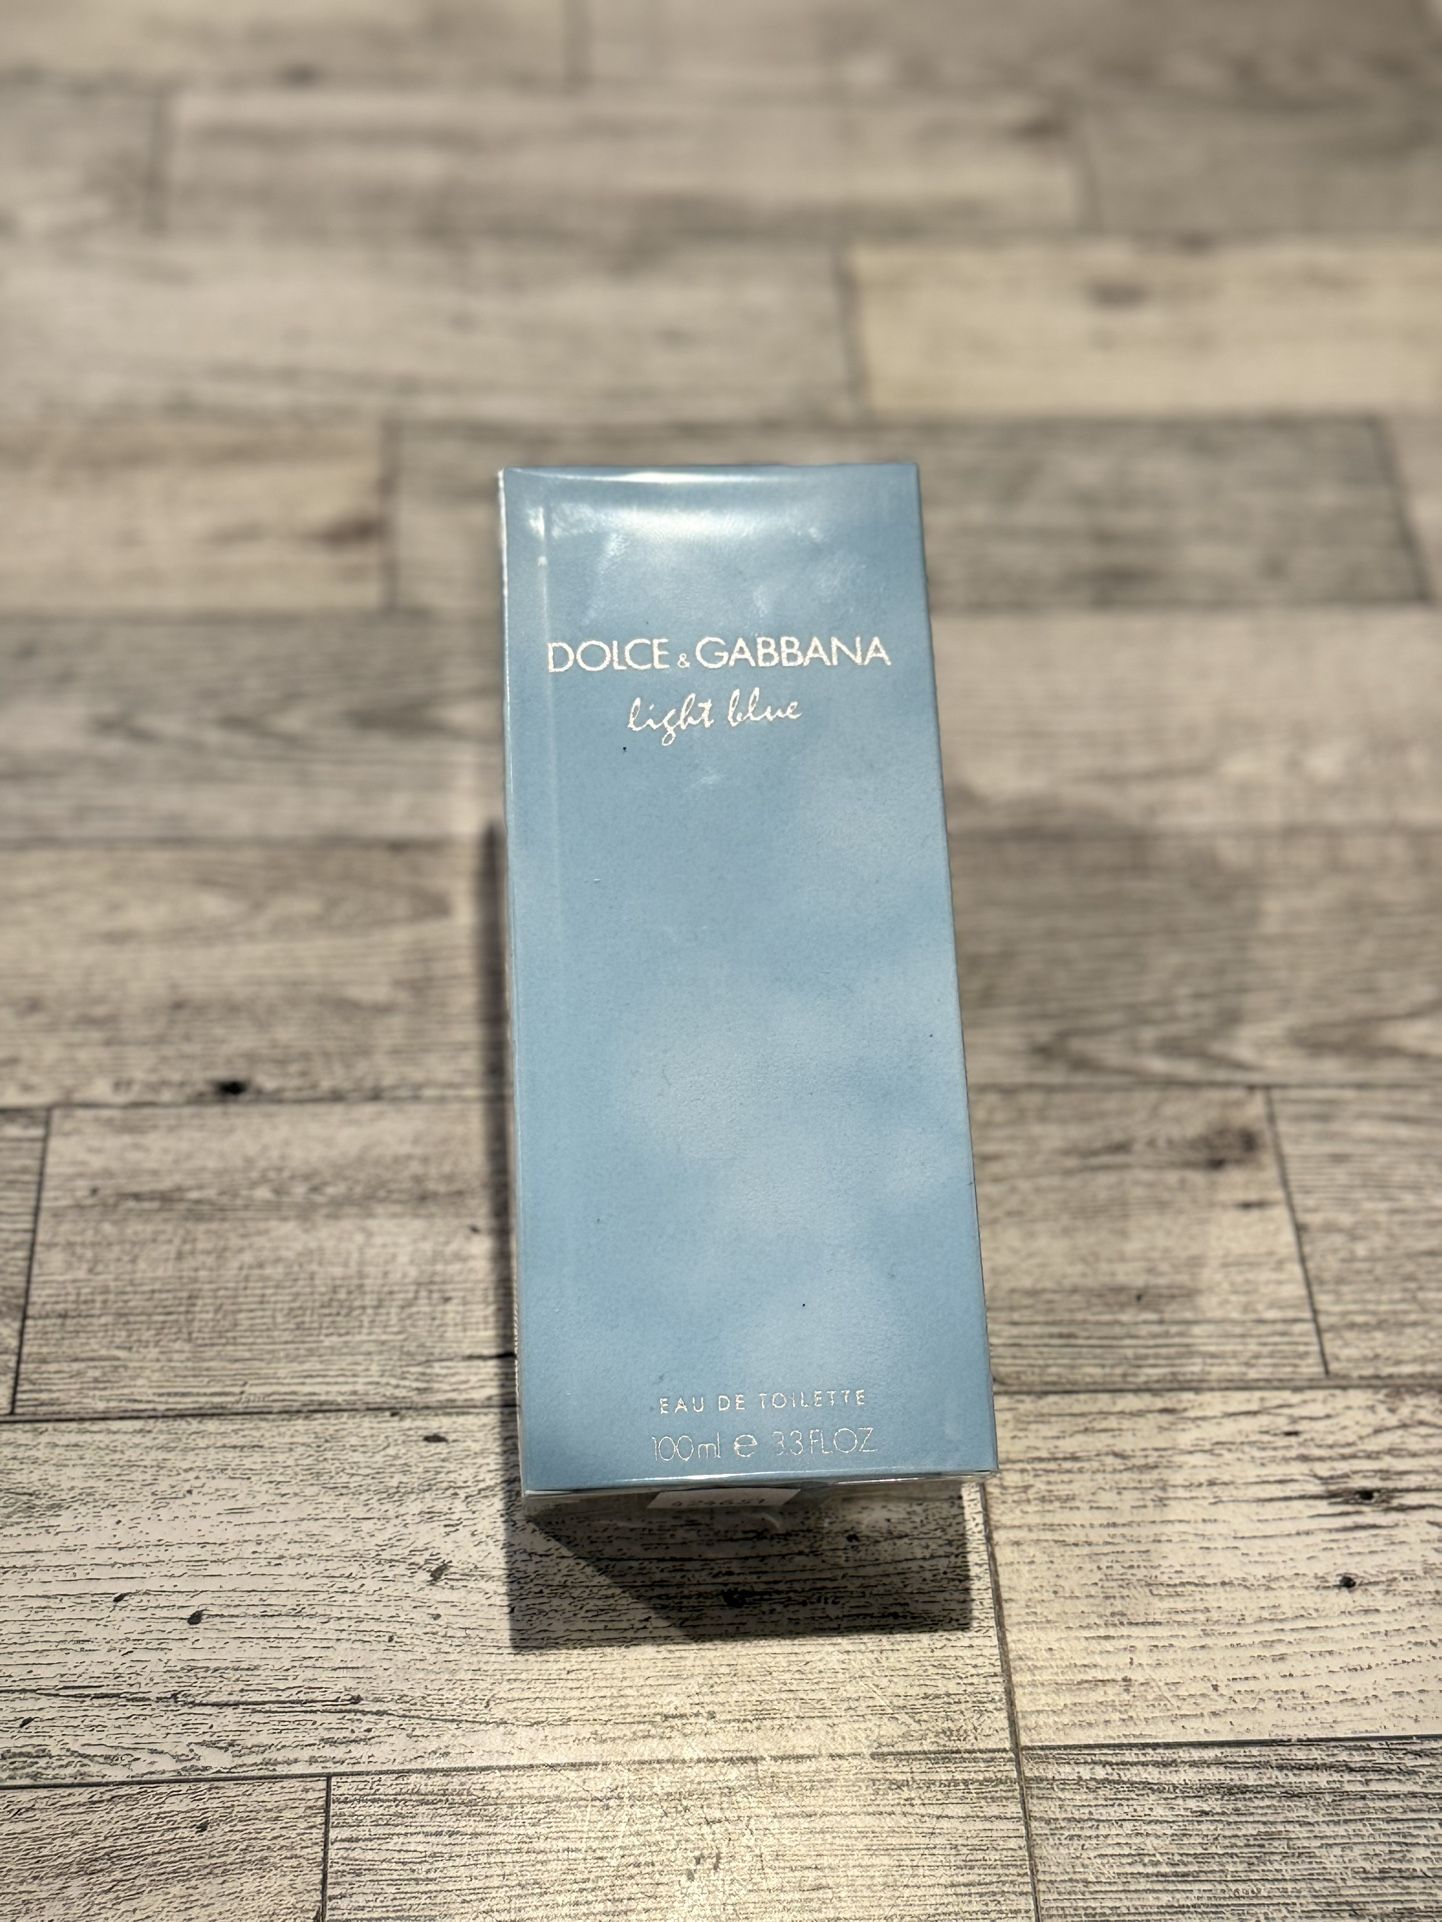 DOLCE & GABBANA
light blue
EAU DE TOILETTE
100ml ℮ 3.3 FL.OZ